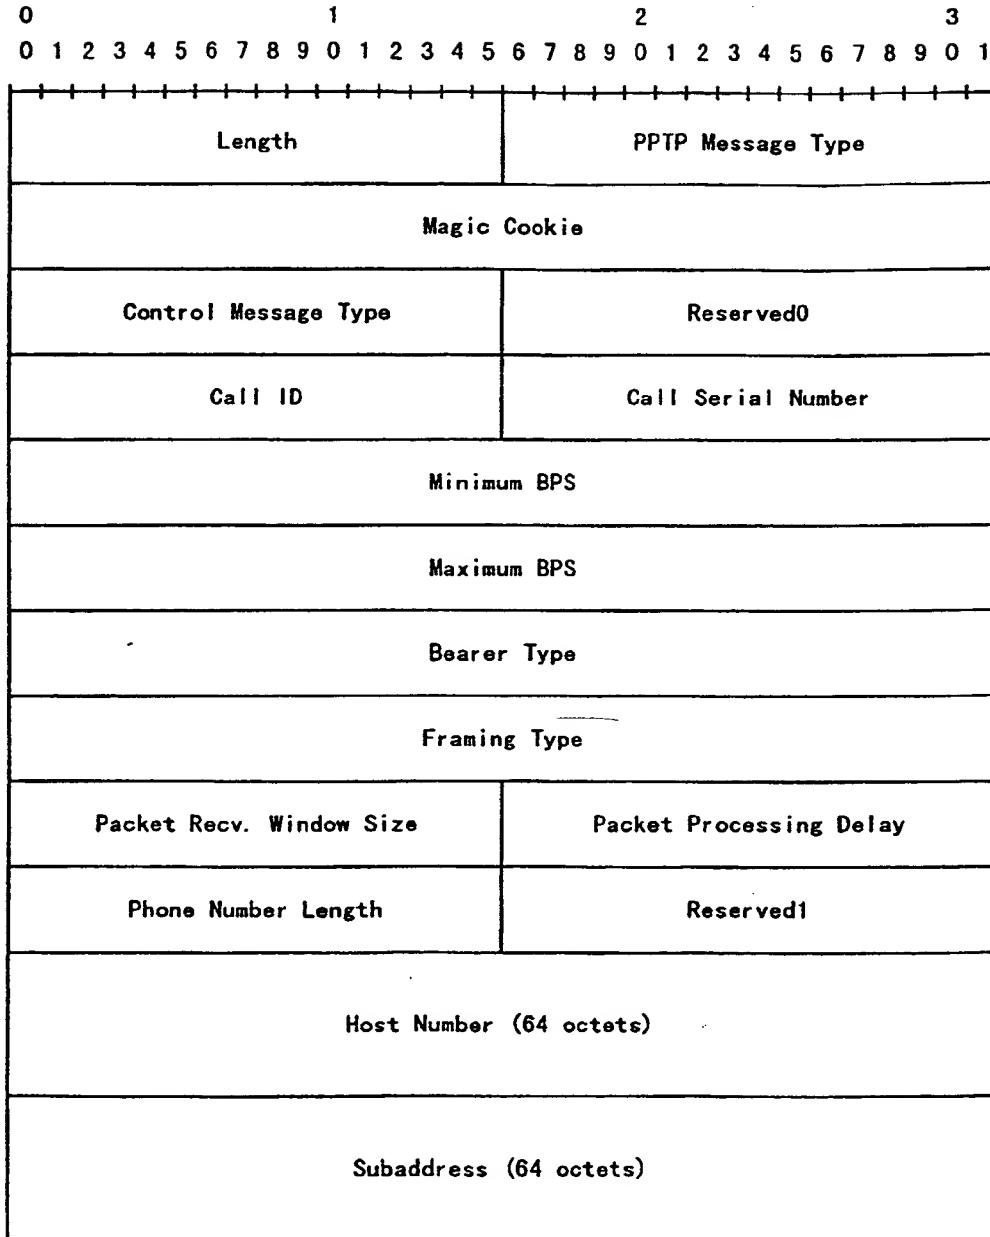 0 1 2 3
0 1 2 3 4 5 6 7 8 9 0 1 2 3 4 5 6 7 8 9 0 1 2 3 4 5 6 7 8 9 0 1
Length PPTP Message Type
Magic Cookie
Control Message Type Reserved0
Call ID Call Serial Number
Minimum BPS
Maximum BPS
Bearer Type
Framing Type
Packet Recv. Window Size Packet Processing Delay
Phone Number Length Reserved1
Host Number (64 octets)
Subaddress (64 octets)